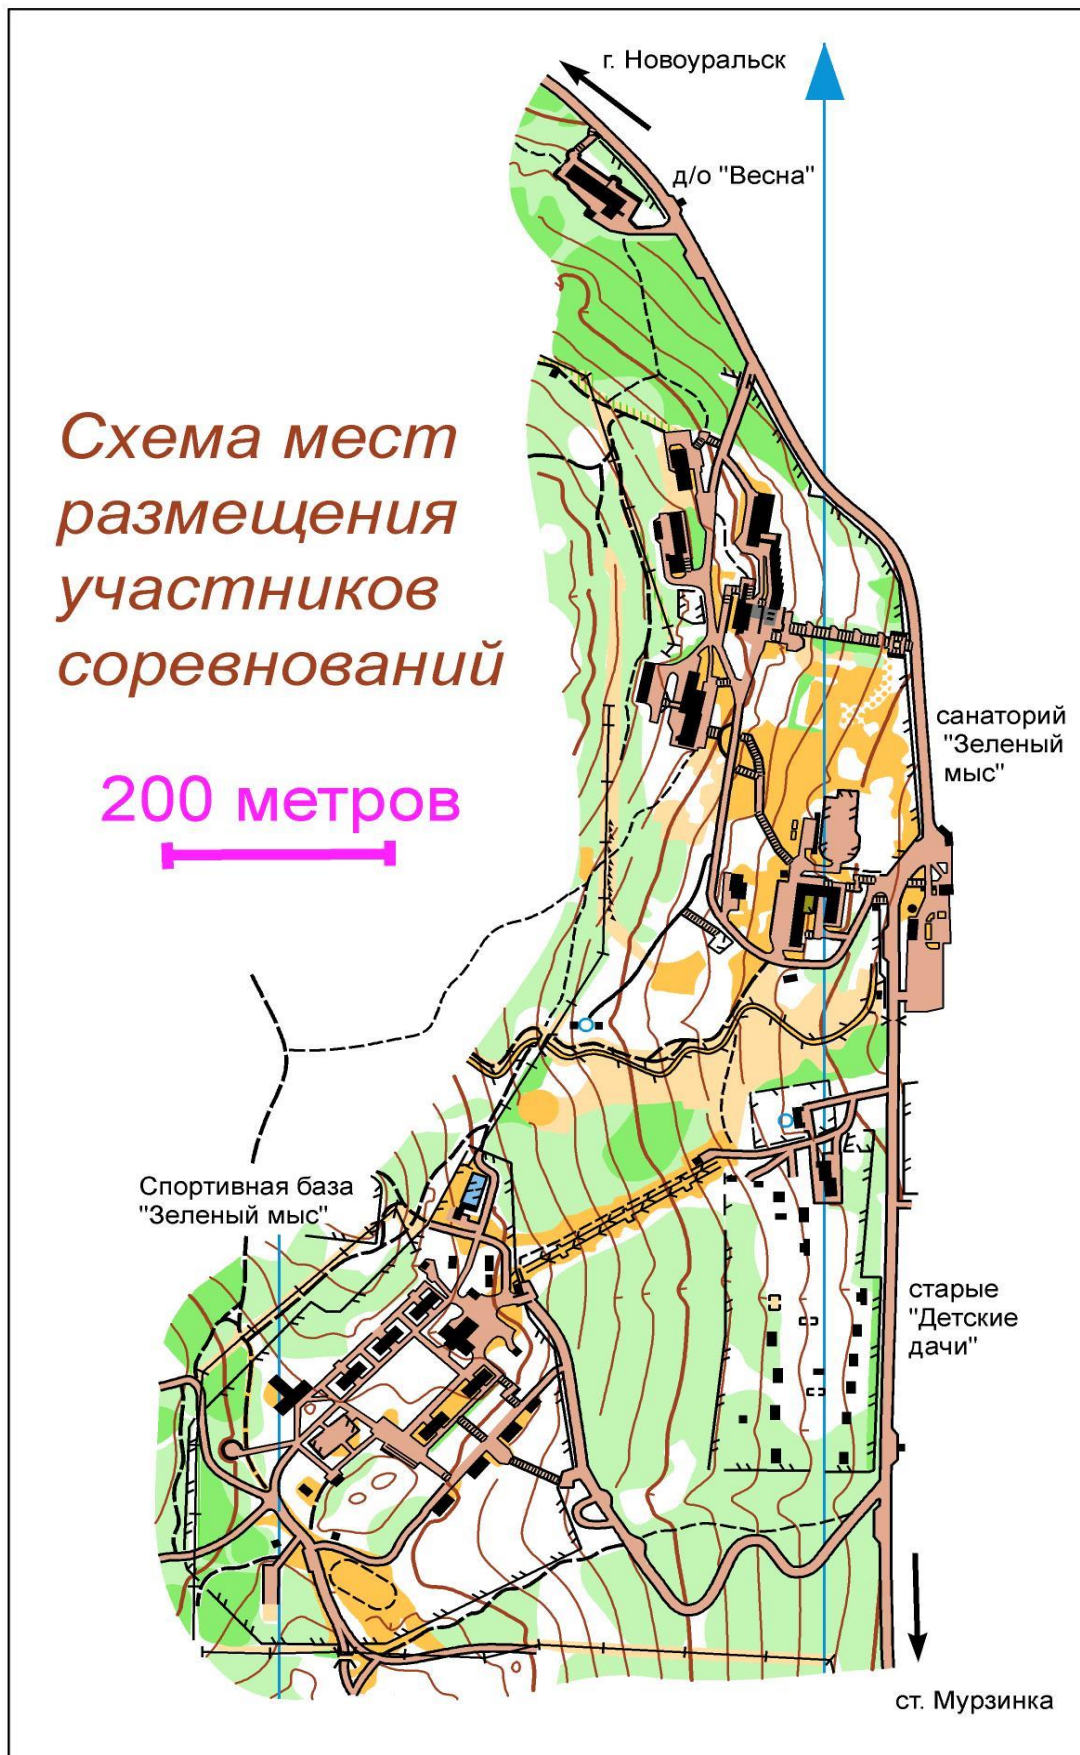 г. Новоуральск
д/о "Весна"
Схема мест
размещения
участников
соревнований
санаторий
"Зеленый
мыс"
200 метров
Спортивная база
"Зеленый мыс"
старые
"Детские
дачи"
ст. Мурзинка